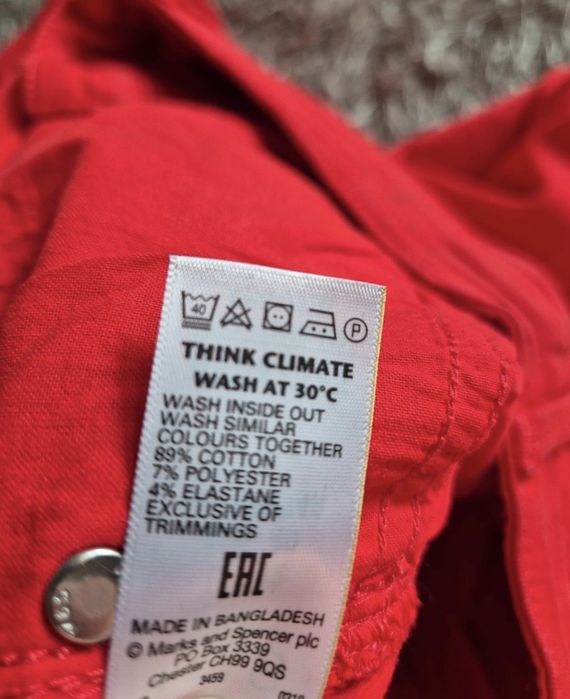 40 P
THINK CLIMATE
WASH AT 30°C
WASH INSIDE OUT
WASH SIMILAR
COLOURS TOGETHER
89% COTTON
7% POLYESTER
4% ELASTANE
EXCLUSIVE OF
TRIMMINGS
EAC
MADE IN BANGLADESH
© Marks and Spencer plc
PO Box 3339
Chester CH99 9QS
3459